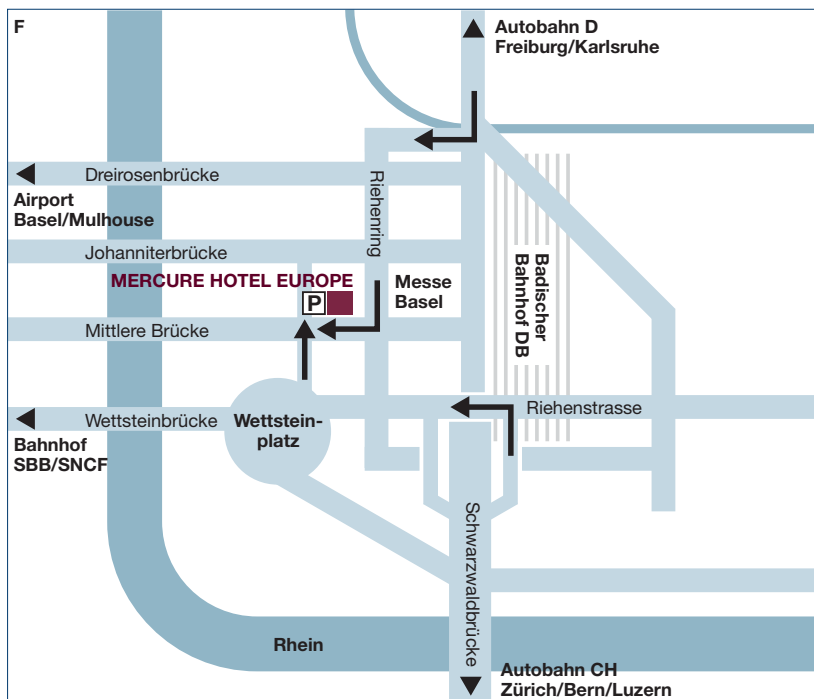 F
Autobahn D
Freiburg/Karlsruhe
Dreirosenbrücke
Airport
Basel/Mulhouse
Riehenring
Johanniterbrücke
MERCURE HOTEL EUROPE
P
Messe
Basel
Badischer
Bahnhof DB
Mittlere Brücke
Riehenstrasse
Wettsteinbrücke
Wettstein-
platz
Bahnhof
SBB/SNCF
Schwarzwaldbrücke
Rhein
Autobahn CH
Zürich/Bern/Luzern